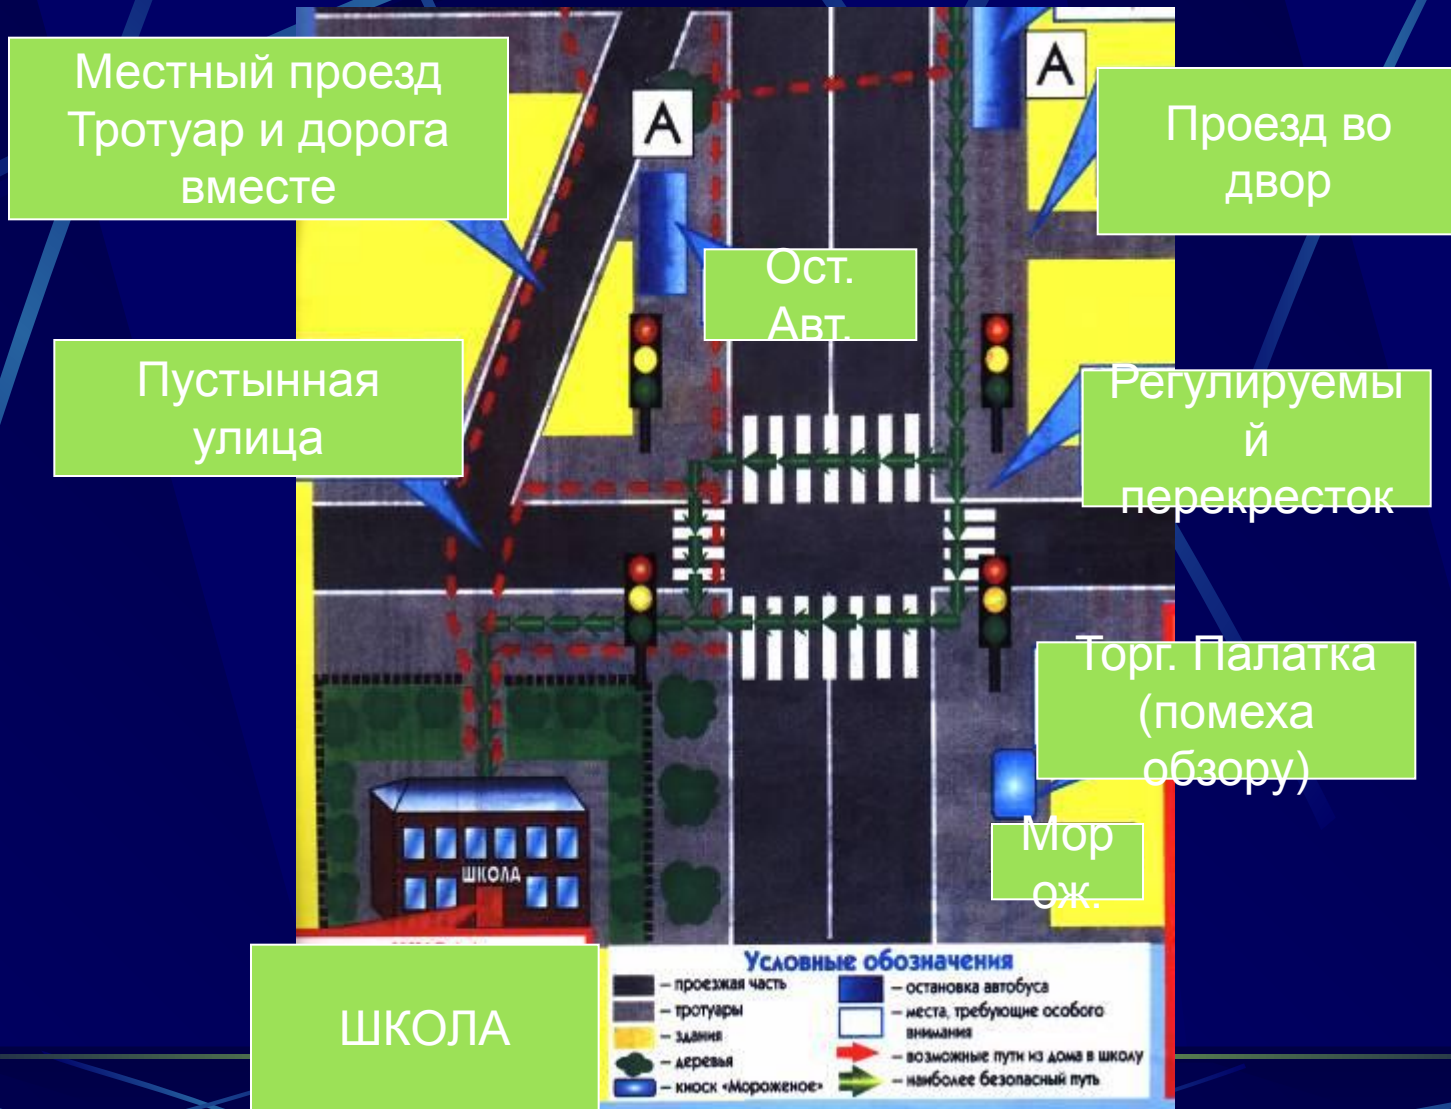 Местный проезд
Тротуар и дорога
вместе
А
А
Проезд во
двор
Ост.
Авт.
Пустынная
улица
Регулируемы
й
перекресток
Торг. Палатка
(помеха
обзору)
Мор
ож.
ШКОЛА
ШКОЛА
Условные обозначения
– проезжая часть
– тротуары
– здания
– деревья
– киоск «Мороженое»
– остановка автобуса
– места, требующие особого
внимания
– возможные пути из дома в школу
– наиболее безопасный путь